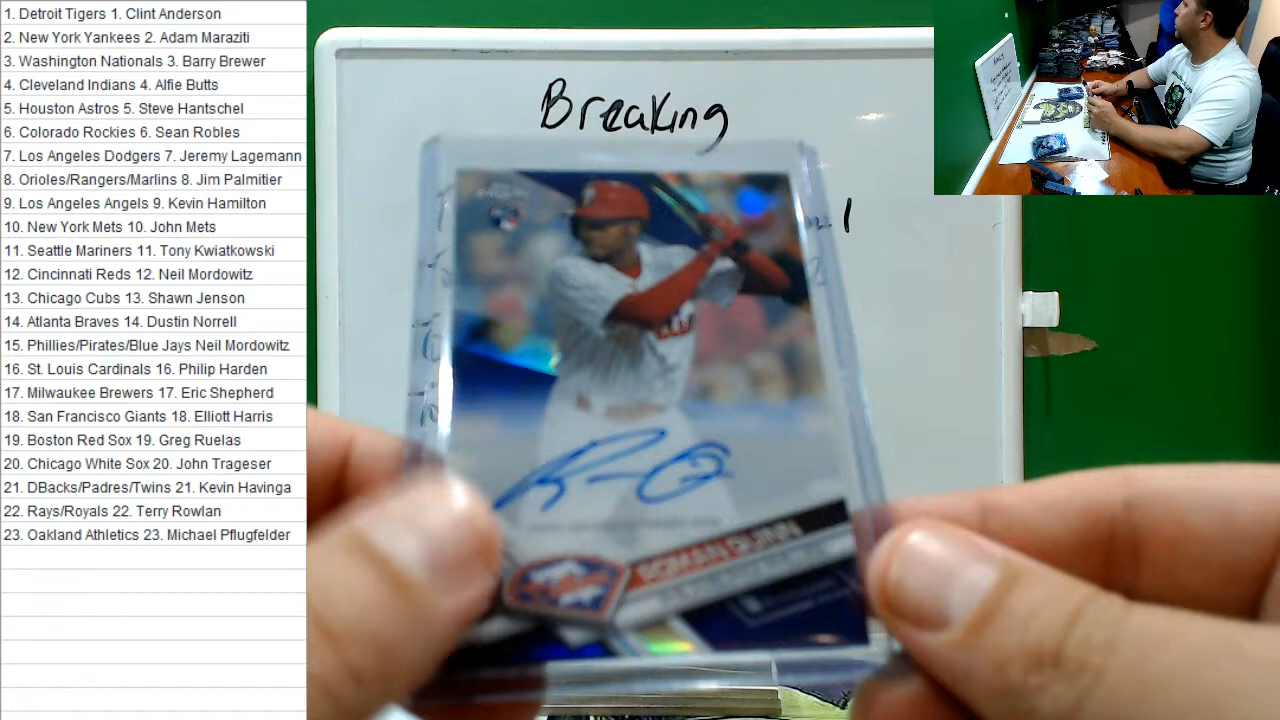 1. Detroit Tigers 1. Clint Anderson
2. New York Yankees 2. Adam Maraziti
3. Washington Nationals 3. Barry Brewer
4. Cleveland Indians 4. Alfie Butts
5. Houston Astros 5. Steve Hantschel
6. Colorado Rockies 6. Sean Robles
7. Los Angeles Dodgers 7. Jeremy Lagemann
8. Orioles/Rangers/Marlins 8. Jim Palmitier
9. Los Angeles Angels 9. Kevin Hamilton
10. New York Mets 10. John Mets
11. Seattle Mariners 11. Tony Kwiatkowski
12. Cincinnati Reds 12. Neil Mordowitz
13. Chicago Cubs 13. Shawn Jenson
14. Atlanta Braves 14. Dustin Norrell
15. Phillies/Pirates/Blue Jays Neil Mordowitz
16. St. Louis Cardinals 16. Philip Harden
17. Milwaukee Brewers 17. Eric Shepherd
18. San Francisco Giants 18. Elliott Harris
19. Boston Red Sox 19. Greg Ruelas
20. Chicago White Sox 20. John Trageser
21. DBacks/Padres/Twins 21. Kevin Havinga
22. Rays/Royals 22. Terry Rowlan
23. Oakland Athletics 23. Michael Pflugfelder
Breaking
ROMAN QUINN